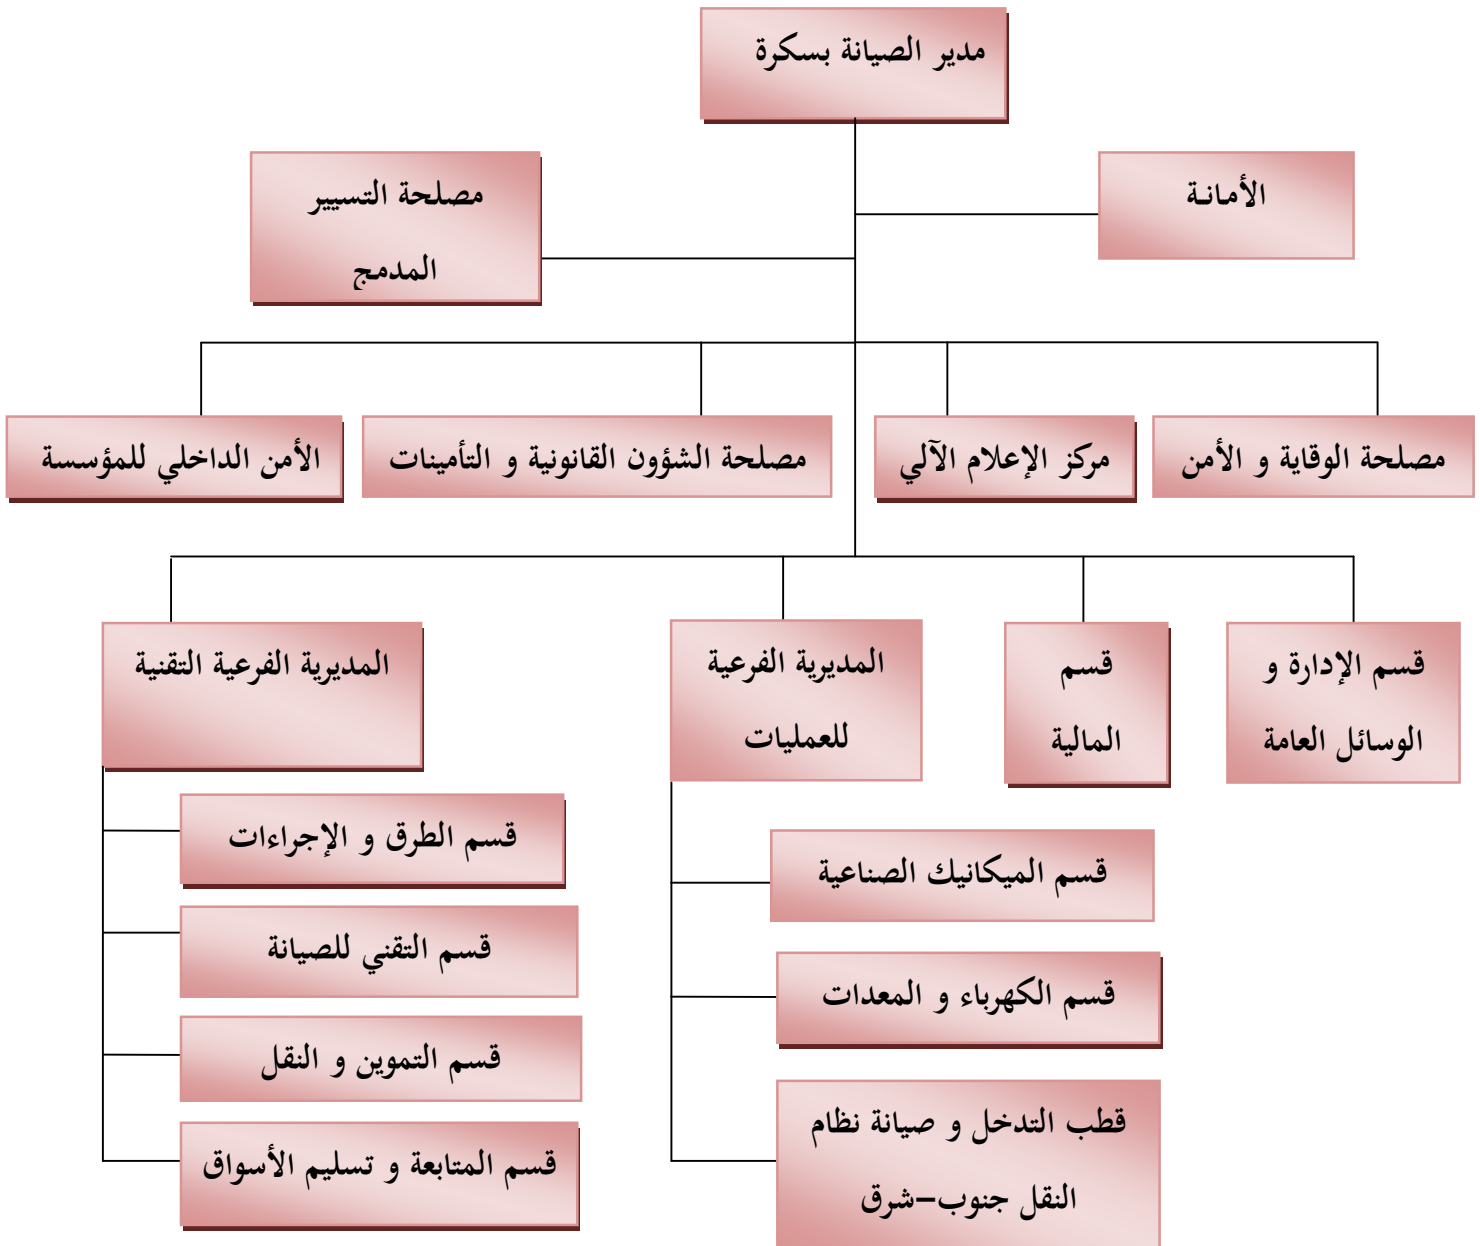 مدير الصيانة بسكرة
الأمانـة
مصلحة التسيير
المدمج
مصلحة الوقاية و الأمن
مركز الإعلام الآلي
مصلحة الشؤون القانونية و التأمينات
الأمن الداخلي للمؤسسة
قسم الإدارة و
الوسائل العامة
قسم
المالية
المديرية الفرعية
للعمليات
المديرية الفرعية التقنية
قسم الميكانيك الصناعية
قسم الكهرباء و المعدات
قطب التدخل و صيانة نظام
النقل جنوب–شرق
قسم الطرق و الإجراءات
قسم التقني للصيانة
قسم التموين و النقل
قسم المتابعة و تسليم الأسواق